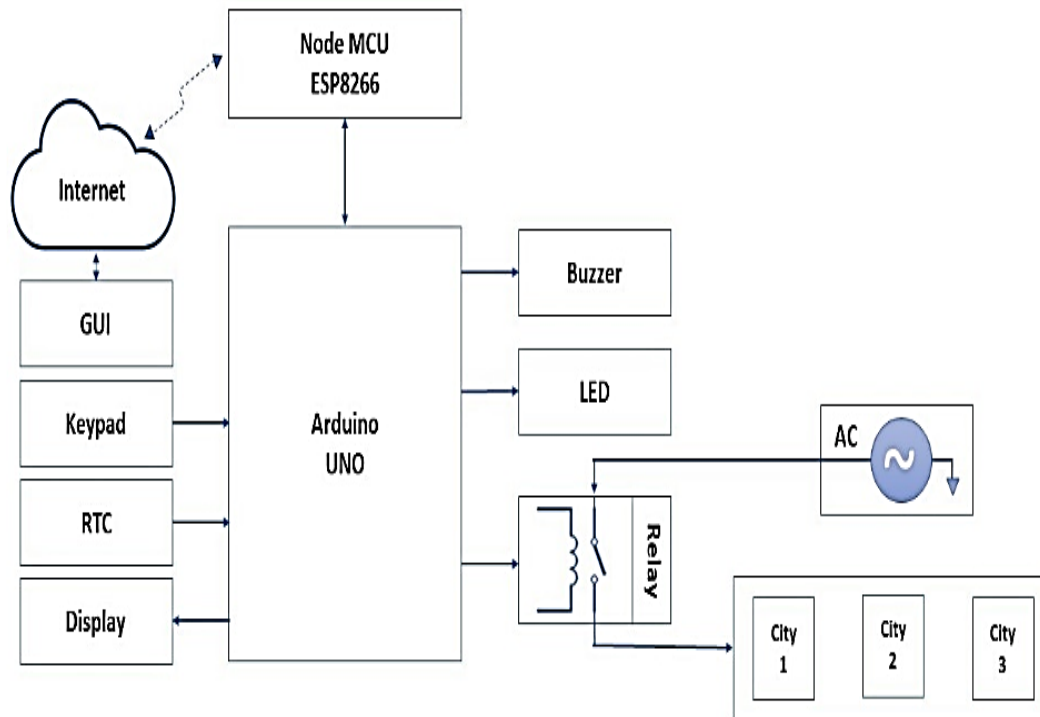 Node MCU
ESP8266
Internet
GUI
Keypad
RTC
Display
Arduino
UNO
Buzzer
LED
Relay
AC
City
1
City
2
City
3